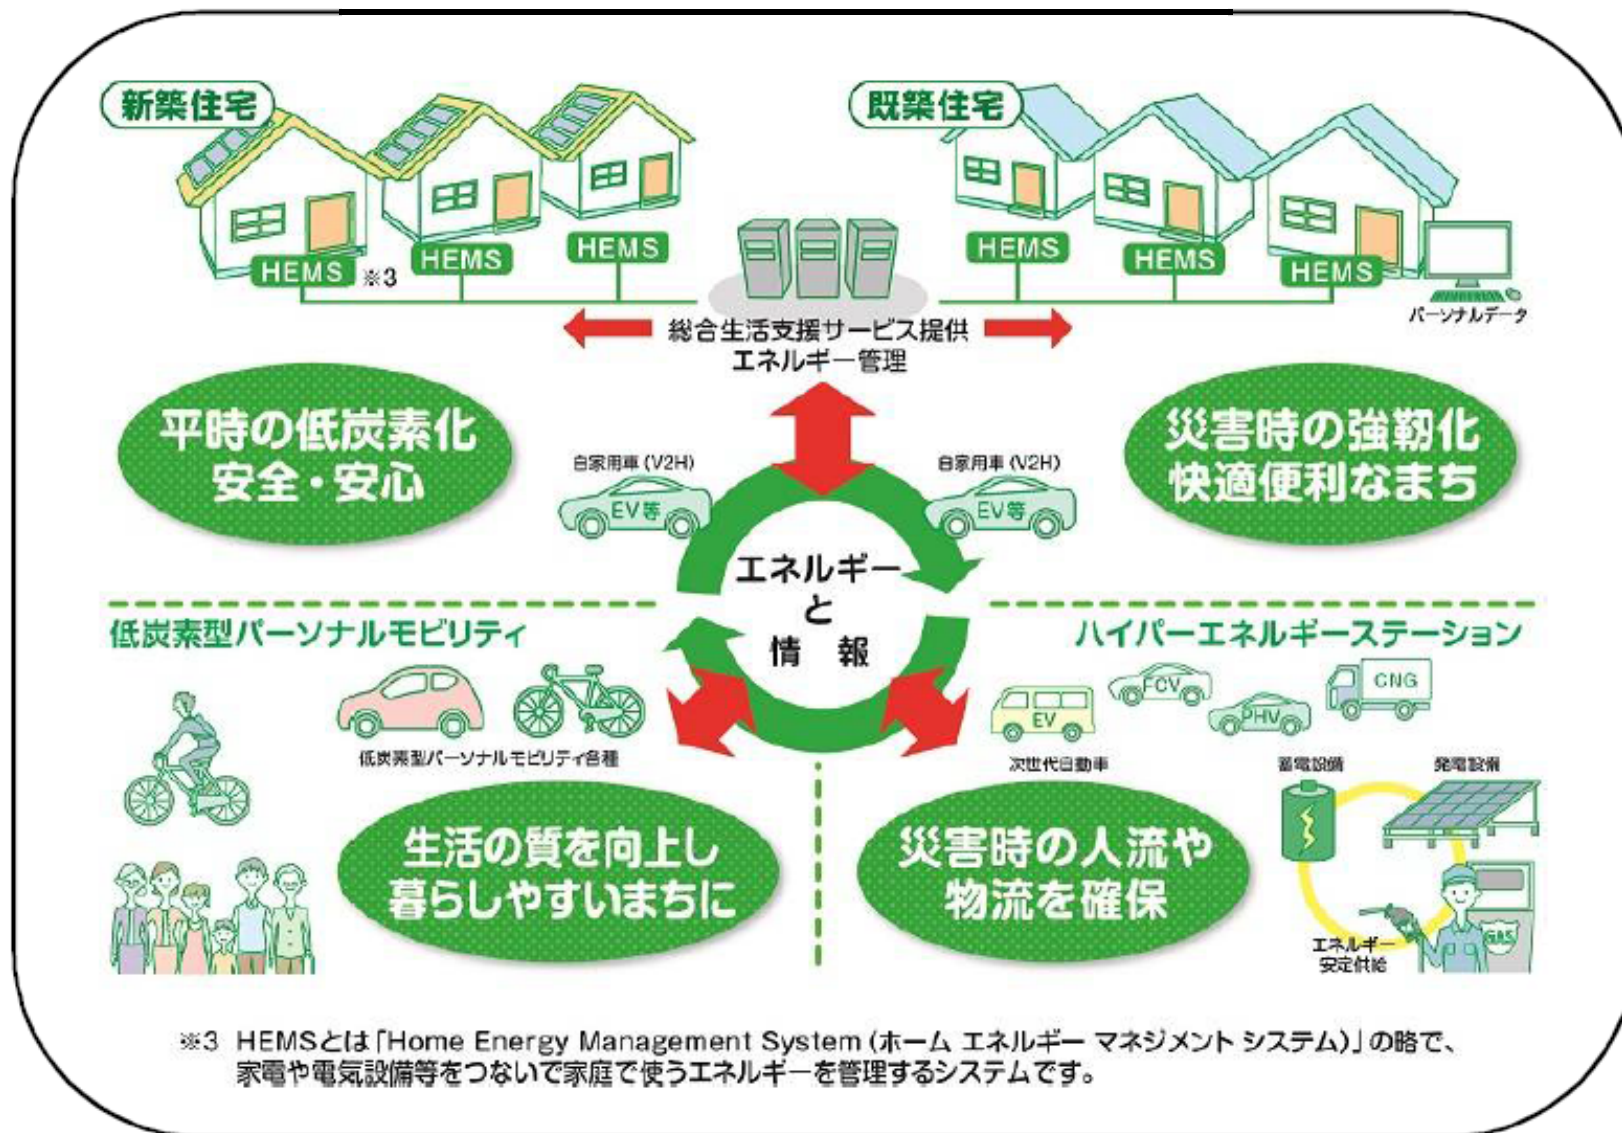 新築住宅
既築住宅
HEMS
※3
HEMS
HEMS
HEMS
HEMS
HEMS
パーソナルデータ
総合生活支援サービス提供
エネルギー管理
平時の低炭素化
安全・安心
災害時の強靭化
快適便利なまち
自家用車(V2H)
EV等
自家用車(V2H)
EV等
エネルギー
と
情 報
低炭素型パーソナルモビリティ
ハイパーエネルギーステーション
低炭素型パーソナルモビリティ各種
EV
FCV
PHV
CNG
次世代自動車
蓄電設備
発電設備
生活の質を向上し
暮らしやすいまちに
災害時の人流や
物流を確保
GAS
エネルギー
安定供給
※3 HEMSとは「Home Energy Management System(ホーム エネルギー マネジメント システム)」の略で、
家電や電気設備等をつないで家庭で使うエネルギーを管理するシステムです。